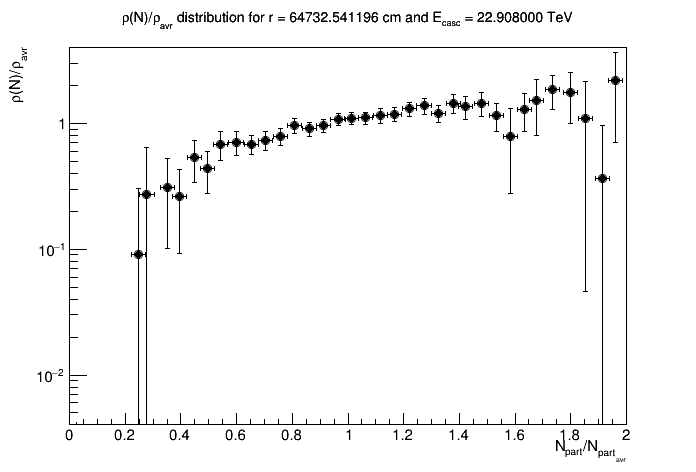 ρ(N)/ρavr distribution for r = 64732.541196 cm and Ecasc = 22.908000 TeV
ρ(N)/ρavr
1
10−1
10−2
0 0.2 0.4 0.6 0.8 1 1.2 1.4 1.6 1.8 2
Npart/Npartavr